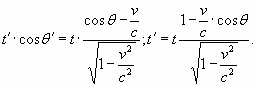 t′·cosθ′ = t· (cosθ − v/c) / √(1 − v²/c²) ; t′ = t (1 − v/c ·cosθ) / √(1 − v²/c²) .